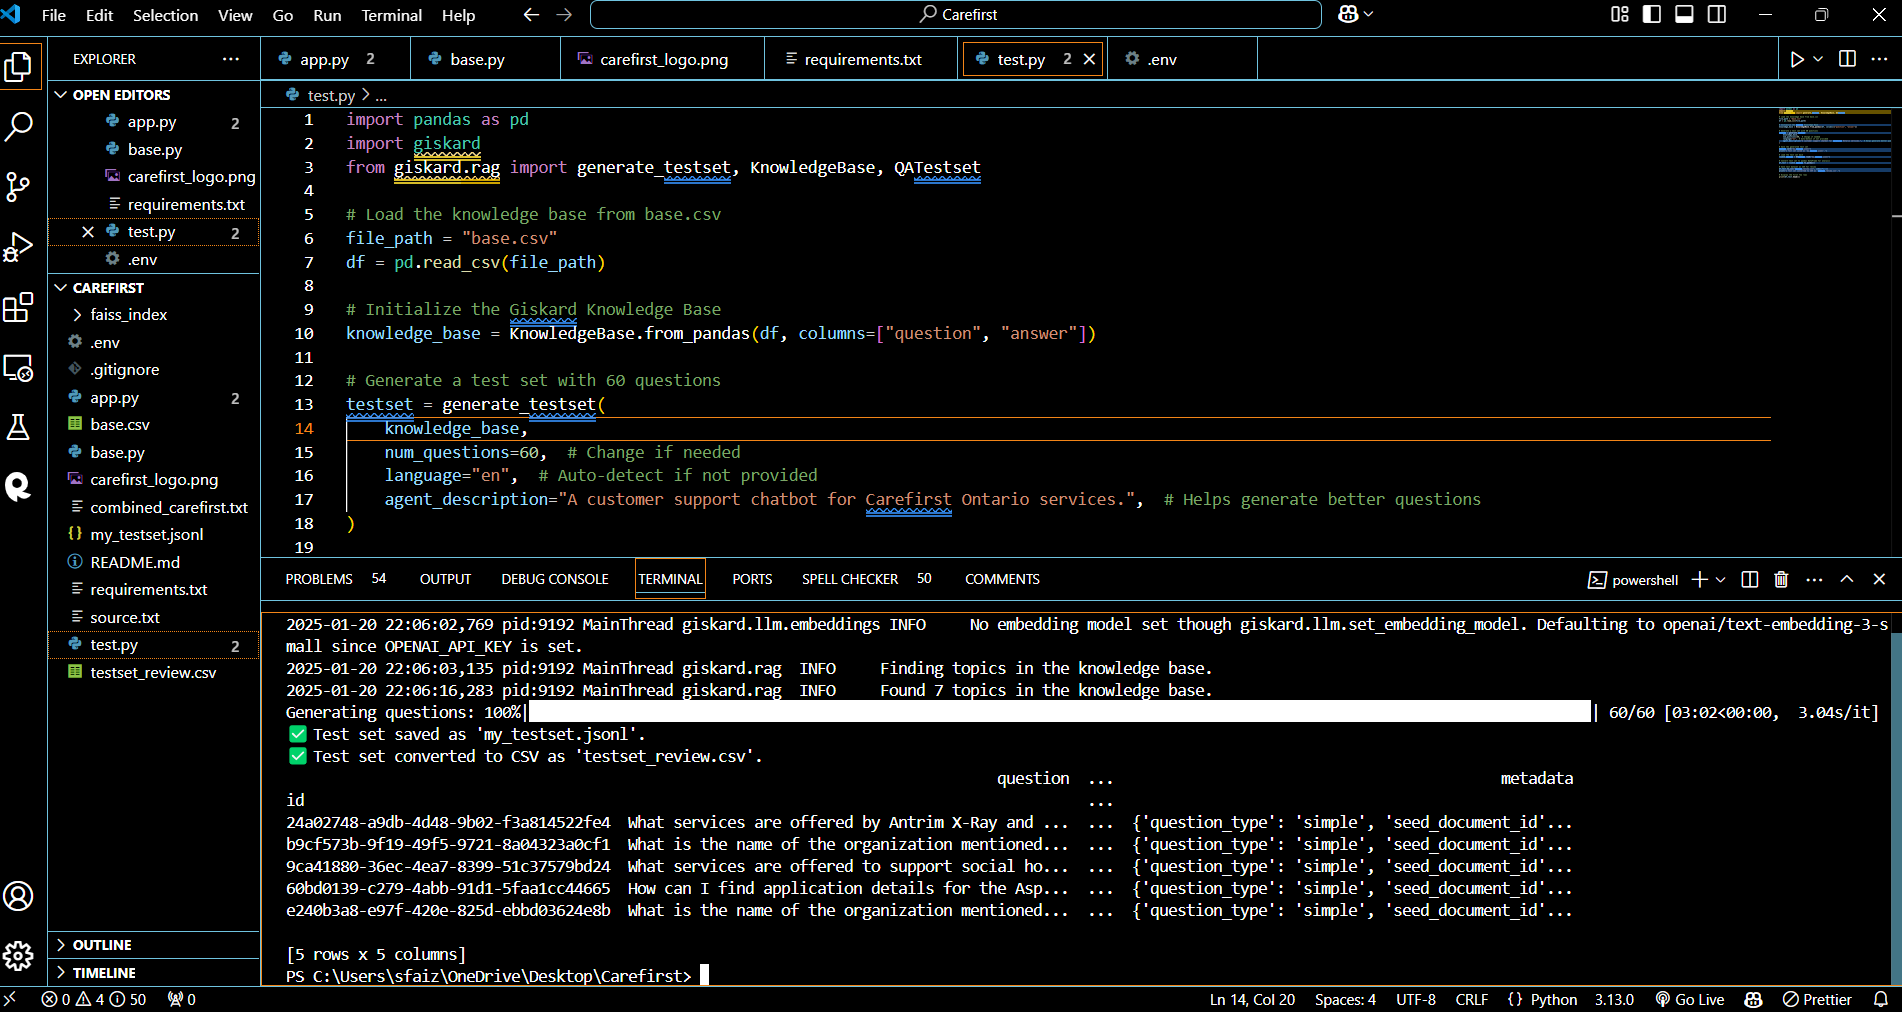 File Edit Selection View Go Run Terminal Help
Carefirst
EXPLORER
app.py 2
base.py
carefirst_logo.png
requirements.txt
test.py 2
.env
OPEN EDITORS
app.py 2
base.py
carefirst_logo.png
requirements.txt
test.py 2
.env
CAREFIRST
faiss_index
.env
.gitignore
app.py 2
base.csv
base.py
carefirst_logo.png
combined_carefirst.txt
my_testset.jsonl
README.md
requirements.txt
source.txt
test.py 2
testset_review.csv
OUTLINE
TIMELINE
test.py > ...
1 import pandas as pd
2 import giskard
3 from giskard.rag import generate_testset, KnowledgeBase, QATestset
4
5 # Load the knowledge base from base.csv
6 file_path = "base.csv"
7 df = pd.read_csv(file_path)
8
9 # Initialize the Giskard Knowledge Base
10 knowledge_base = KnowledgeBase.from_pandas(df, columns=["question", "answer"])
11
12 # Generate a test set with 60 questions
13 testset = generate_testset(
14 knowledge_base,
15 num_questions=60,  # Change if needed
16 language="en",  # Auto-detect if not provided
17 agent_description="A customer support chatbot for Carefirst Ontario services.",  # Helps generate better questions
18 )
19
PROBLEMS 54 OUTPUT DEBUG CONSOLE TERMINAL PORTS SPELL CHECKER 50 COMMENTS
powershell
2025-01-20 22:06:02,769 pid:9192 MainThread giskard.llm.embeddings INFO     No embedding model set though giskard.llm.set_embedding_model. Defaulting to openai/text-embedding-3-s
mall since OPENAI_API_KEY is set.
2025-01-20 22:06:03,135 pid:9192 MainThread giskard.rag  INFO     Finding topics in the knowledge base.
2025-01-20 22:06:16,283 pid:9192 MainThread giskard.rag  INFO     Found 7 topics in the knowledge base.
Generating questions: 100%| | 60/60 [03:02<00:00,  3.04s/it]
✅ Test set saved as 'my_testset.jsonl'.
✅ Test set converted to CSV as 'testset_review.csv'.
question  ...  metadata
id  ...
24a02748-a9db-4d48-9b02-f3a814522fe4  What services are offered by Antrim X-Ray and ...  ...  {'question_type': 'simple', 'seed_document_id'...
b9cf573b-9f19-49f5-9721-8a04323a0cf1  What is the name of the organization mentioned...  ...  {'question_type': 'simple', 'seed_document_id'...
9ca41880-36ec-4ea7-8399-51c37579bd24  What services are offered to support social ho...  ...  {'question_type': 'simple', 'seed_document_id'...
60bd0139-c279-4abb-91d1-5faa1cc44665  How can I find application details for the Asp...  ...  {'question_type': 'simple', 'seed_document_id'...
e240b3a8-e97f-420e-825d-ebbd03624e8b  What is the name of the organization mentioned...  ...  {'question_type': 'simple', 'seed_document_id'...
[5 rows x 5 columns]
PS C:\Users\sfaiz\OneDrive\Desktop\Carefirst>
0 4 50 0
Ln 14, Col 20 Spaces: 4 UTF-8 CRLF {} Python 3.13.0 Go Live Prettier